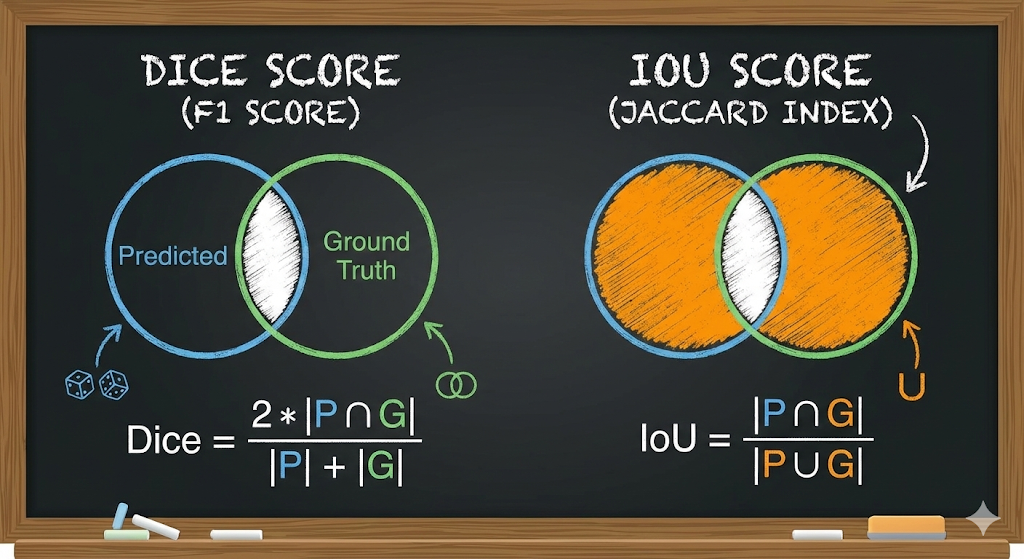 DICE SCORE
(F1 SCORE)
Predicted
Ground
Truth
Dice = 2 * |P ∩ G| / |P| + |G|
IOU SCORE
(JACCARD INDEX)
∪
IoU = |P ∩ G| / |P ∪ G|